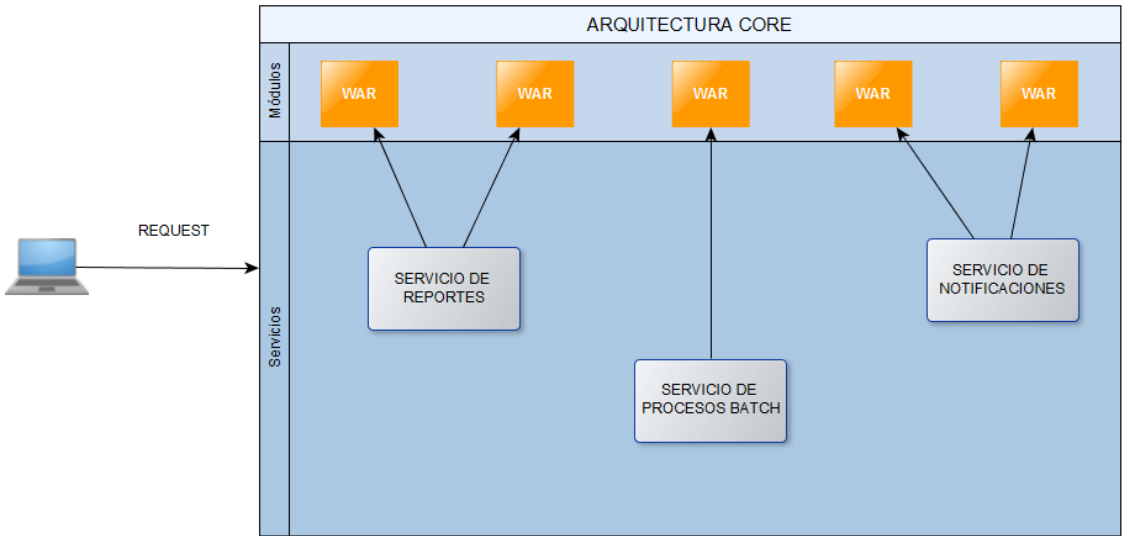 ARQUITECTURA CORE
Módulos
WAR
WAR
WAR
WAR
WAR
REQUEST
Servicios
SERVICIO DE
REPORTES
SERVICIO DE
NOTIFICACIONES
SERVICIO DE
PROCESOS BATCH